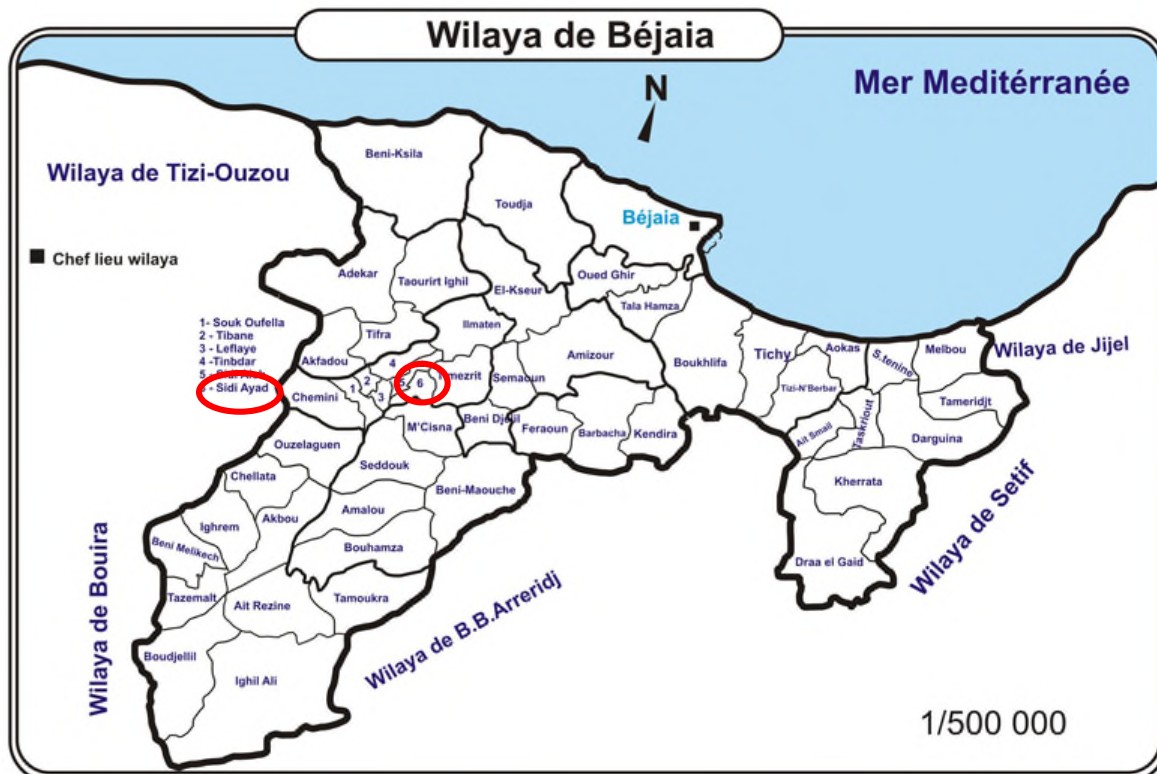 Wilaya de Béjaia
Mer Meditérranée
N
Wilaya de Tizi-Ouzou
Beni-Ksila
Toudja
Béjaia
Chef lieu wilaya
Adekar
Taourirt Ighil
El-Kseur
Oued Ghir
Tala Hamza
1- Souk Oufella
2 - Tibane
3 - Leflaye
4 -Tinbdar
5 -
- Sidi Ayad
Tifra
Ilmaten
Akfadou
Amizour
Boukhlifa
Tichy
Aokas
S.tenine
Melbou
Wilaya de Jijel
4
2
1
3
5
6
mezrit
Semaoun
Tizi-N'Berbar
Chemini
Tameridjt
M'Cisna
Beni Djelil
Feraoun
Barbacha
Kendira
Ait Smail
Taskriout
Darguina
Ouzelaguen
Seddouk
Chellata
Beni-Maouche
Kherrata
Ighrem
Akbou
Amalou
Beni Melikech
Bouhamza
Draa el Gaid
Wilaya de Setif
Tazemalt
Ait Rezine
Tamoukra
Wilaya de Bouira
Wilaya de B.B.Arreridj
Boudjellil
Ighil Ali
1/500 000